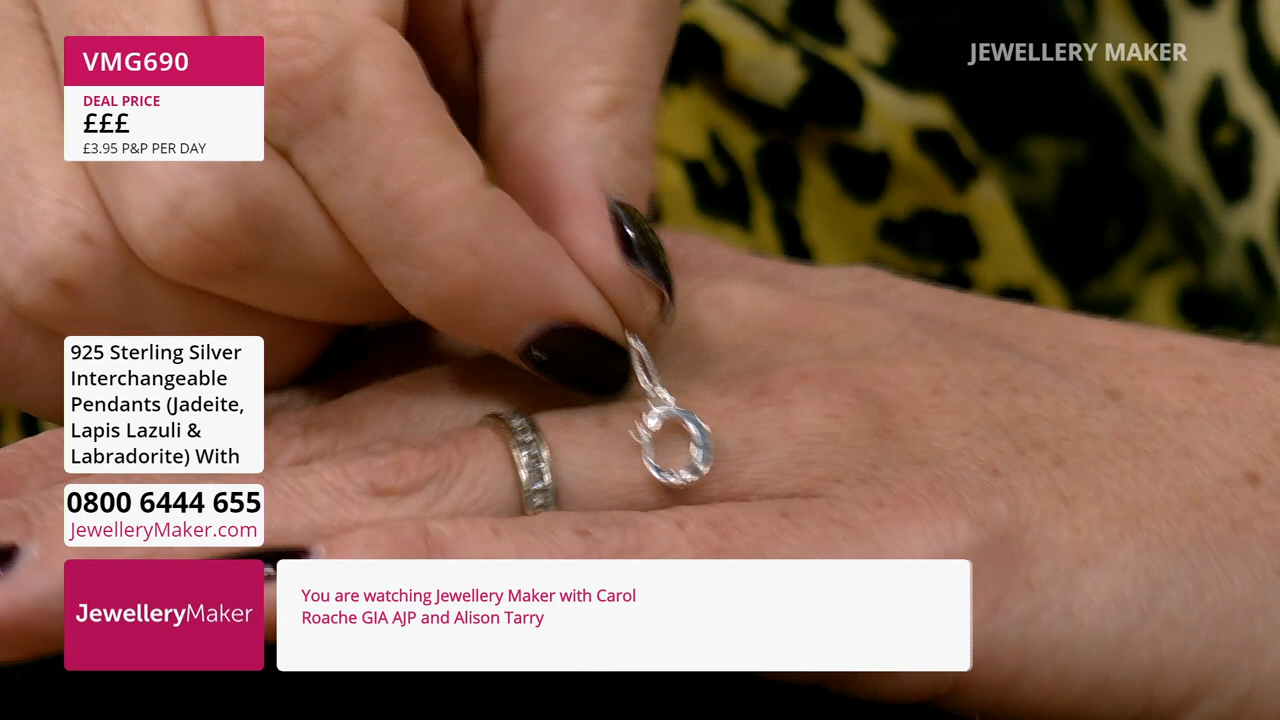 VMG690
DEAL PRICE
£££
£3.95 P&P PER DAY
JEWELLERY MAKER
925 Sterling Silver
Interchangeable
Pendants (Jadeite,
Lapis Lazuli &
Labradorite) With
0800 6444 655
JewelleryMaker.com
JewelleryMaker
You are watching Jewellery Maker with Carol
Roache GIA AJP and Alison Tarry